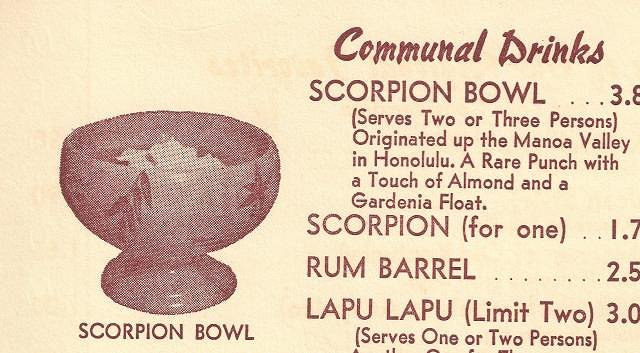 Communal Drinks
SCORPION BOWL ....3.8
(Serves Two or Three Persons)
Originated up the Manoa Valley
in Honolulu. A Rare Punch with
a Touch of Almond and a
Gardenia Float.
SCORPION (for one) ..1.7
RUM BARREL ........2.5
LAPU LAPU (Limit Two) 3.0
(Serves One or Two Persons)
SCORPION BOWL